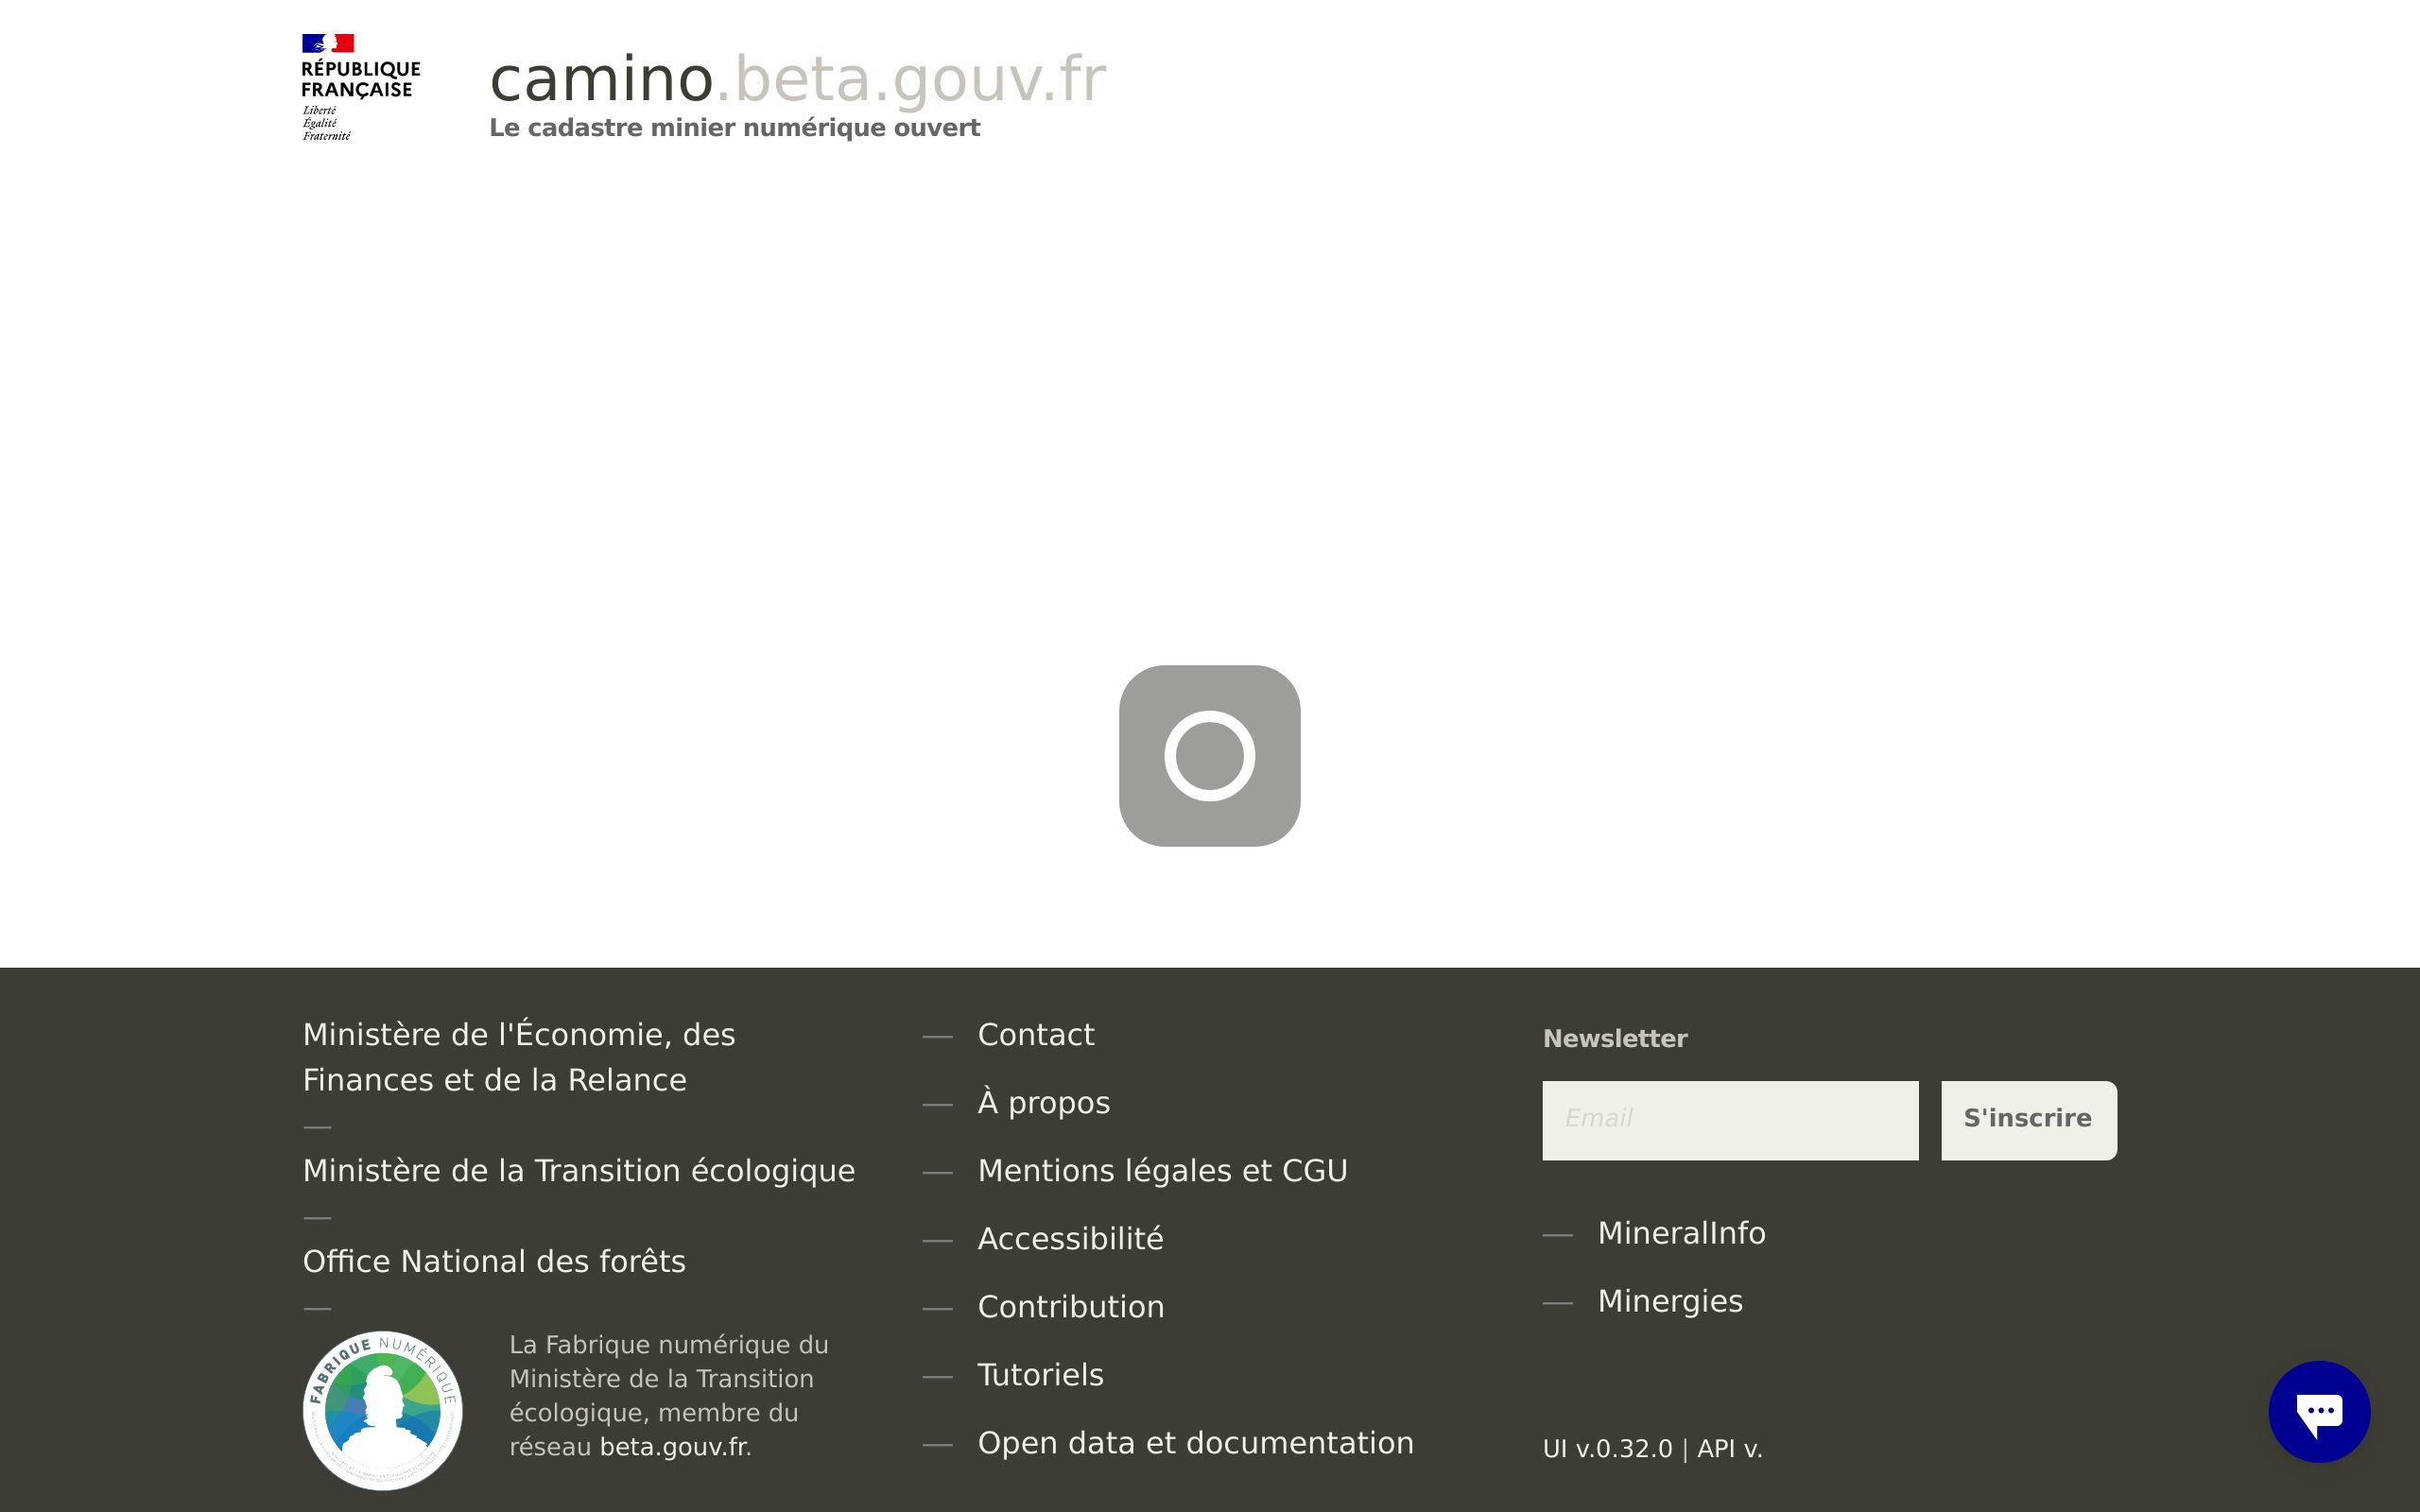 RÉPUBLIQUE
FRANÇAISE
Liberté
Égalité
Fraternité
camino.beta.gouv.fr
Le cadastre minier numérique ouvert
Ministère de l'Économie, des
Finances et de la Relance
—
Ministère de la Transition écologique
—
Office National des forêts
—
FABRIQUE NUMÉRIQUE
La Fabrique numérique du
Ministère de la Transition
écologique, membre du
réseau beta.gouv.fr.
— Contact
— À propos
— Mentions légales et CGU
— Accessibilité
— Contribution
— Tutoriels
— Open data et documentation
Newsletter
Email
S'inscrire
— MineralInfo
— Minergies
UI v.0.32.0 | API v.